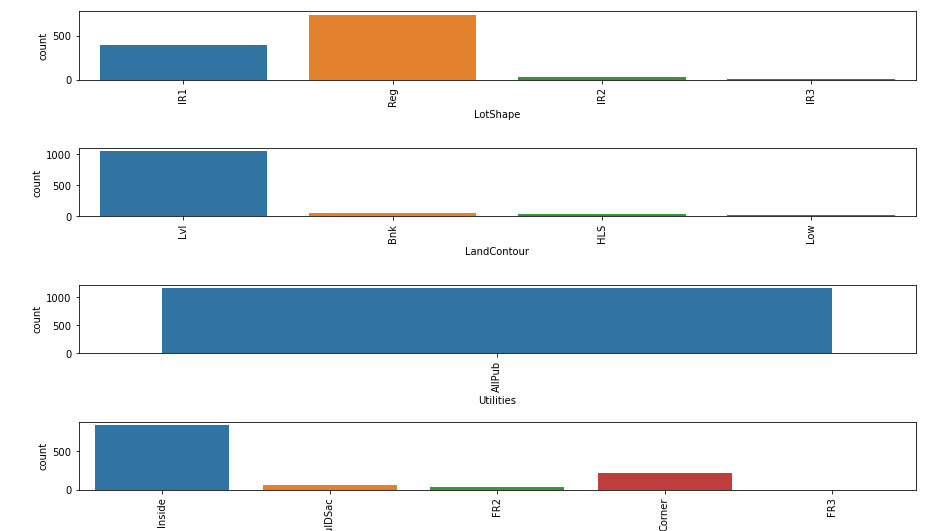 count
500
0
IR1
Reg
IR2
IR3
LotShape
count
1000
500
0
Lvl
Bnk
HLS
Low
LandContour
count
1000
500
0
AllPub
Utilities
count
500
0
Inside
FR2
Corner
FR3